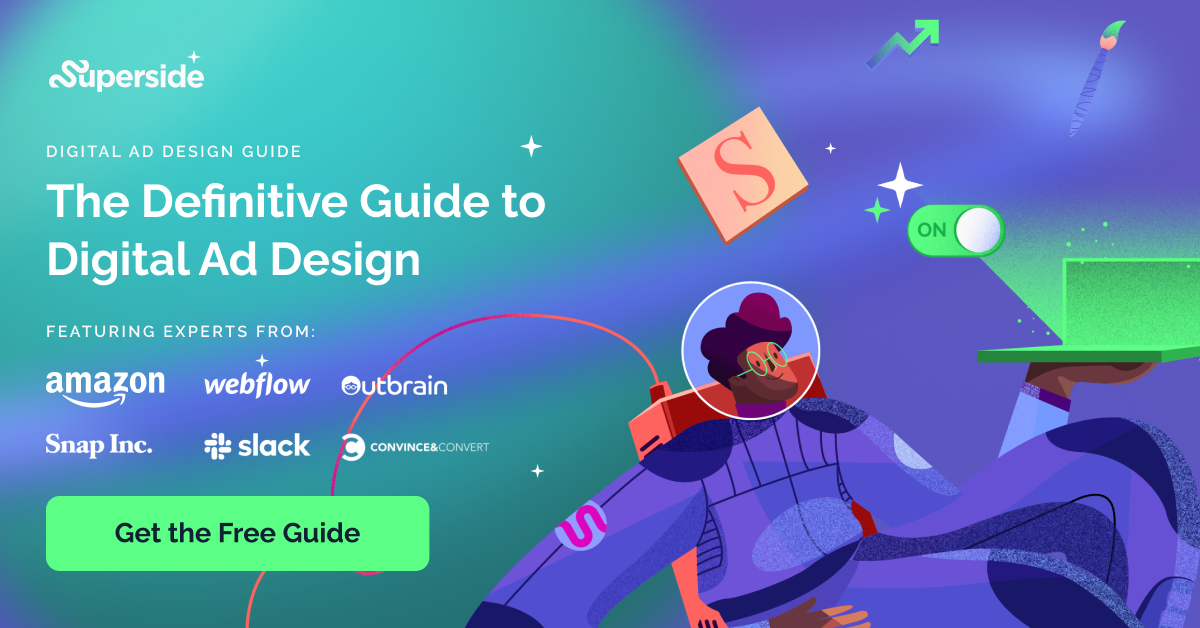 Superside
DIGITAL AD DESIGN GUIDE
The Definitive Guide to
Digital Ad Design
FEATURING EXPERTS FROM:
amazon webflow Outbrain
Snap Inc. slack CONVINCE&CONVERT
Get the Free Guide
S
ON